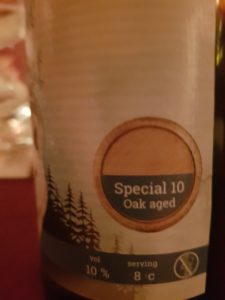 Special 10
Oak aged
vol
10 %
serving
8 °C